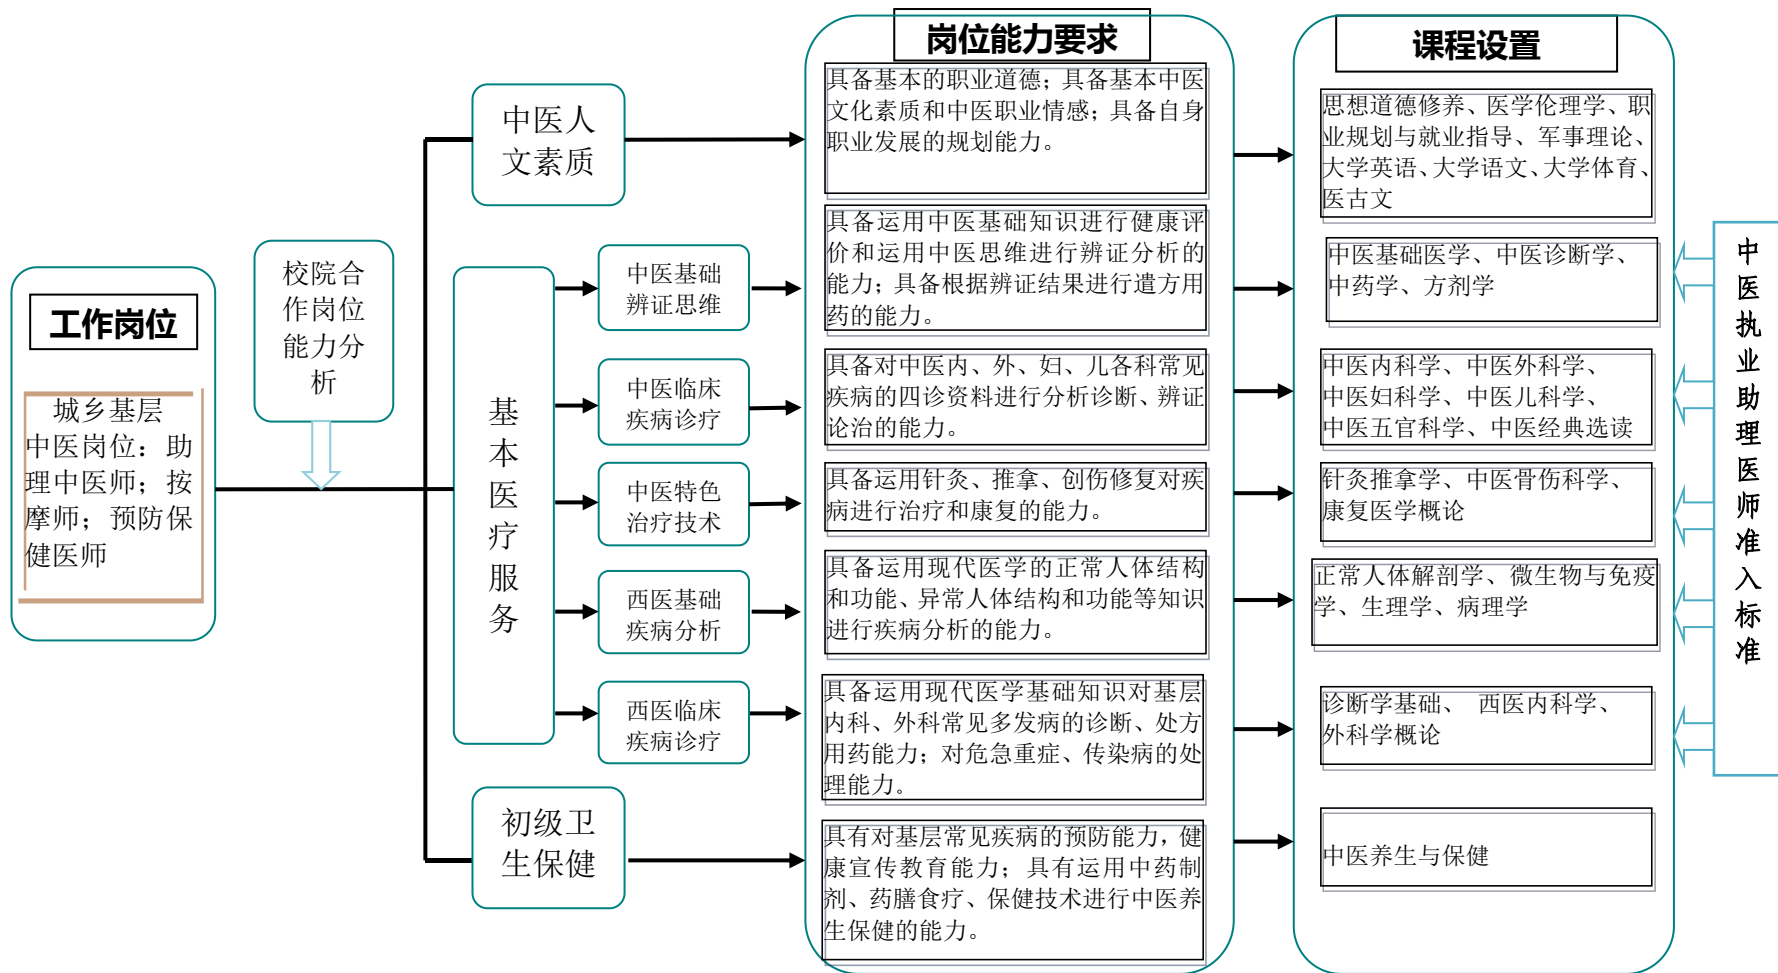 工作岗位
城乡基层
中医岗位：助
理中医师；按
摩师；预防保
健医师
校院合
作岗位
能力分
析
中医人
文素质
基
本
医
疗
服
务
中医基础
辨证思维
中医临床
疾病诊疗
中医特色
治疗技术
西医基础
疾病分析
西医临床
疾病诊疗
初级卫
生保健
岗位能力要求
具备基本的职业道德；具备基本中医
文化素质和中医职业情感；具备自身
职业发展的规划能力。
具备运用中医基础知识进行健康评
价和运用中医思维进行辨证分析的
能力；具备根据辨证结果进行遣方用
药的能力。
具备对中医内、外、妇、儿各科常见
疾病的四诊资料进行分析诊断、辨证
论治的能力。
具备运用针灸、推拿、创伤修复对疾
病进行治疗和康复的能力。
具备运用现代医学的正常人体结构
和功能、异常人体结构和功能等知识
进行疾病分析的能力。
具备运用现代医学基础知识对基层
内科、外科常见多发病的诊断、处方
用药能力；对危急重症、传染病的处
理能力。
具有对基层常见疾病的预防能力，健
康宣传教育能力；具有运用中药制
剂、药膳食疗、保健技术进行中医养
生保健的能力。
课程设置
思想道德修养、医学伦理学、职
业规划与就业指导、军事理论、
大学英语、大学语文、大学体育、
医古文
中医基础医学、中医诊断学、
中药学、方剂学
中医内科学、中医外科学、
中医妇科学、中医儿科学、
中医五官科学、中医经典选读
针灸推拿学、中医骨伤科学、
康复医学概论
正常人体解剖学、微生物与免疫
学、生理学、病理学
诊断学基础、 西医内科学、
外科学概论
中医养生与保健
中
医
执
业
助
理
医
师
准
入
标
准